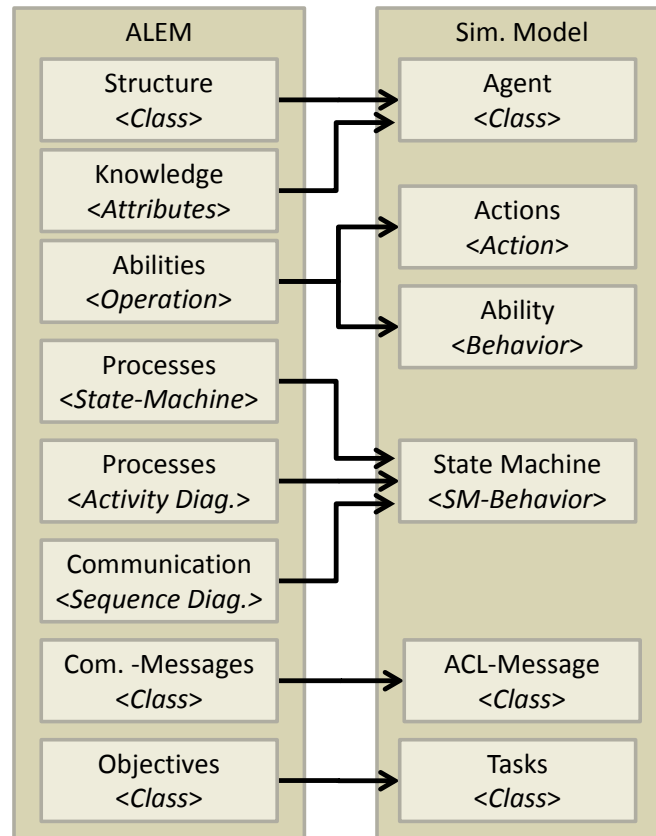 ALEM
Structure
<Class>
Knowledge
<Attributes>
Abilities
<Operation>
Processes
<State-Machine>
Processes
<Activity Diag.>
Communication
<Sequence Diag.>
Com. -Messages
<Class>
Objectives
<Class>
Sim. Model
Agent
<Class>
Actions
<Action>
Ability
<Behavior>
State Machine
<SM-Behavior>
ACL-Message
<Class>
Tasks
<Class>